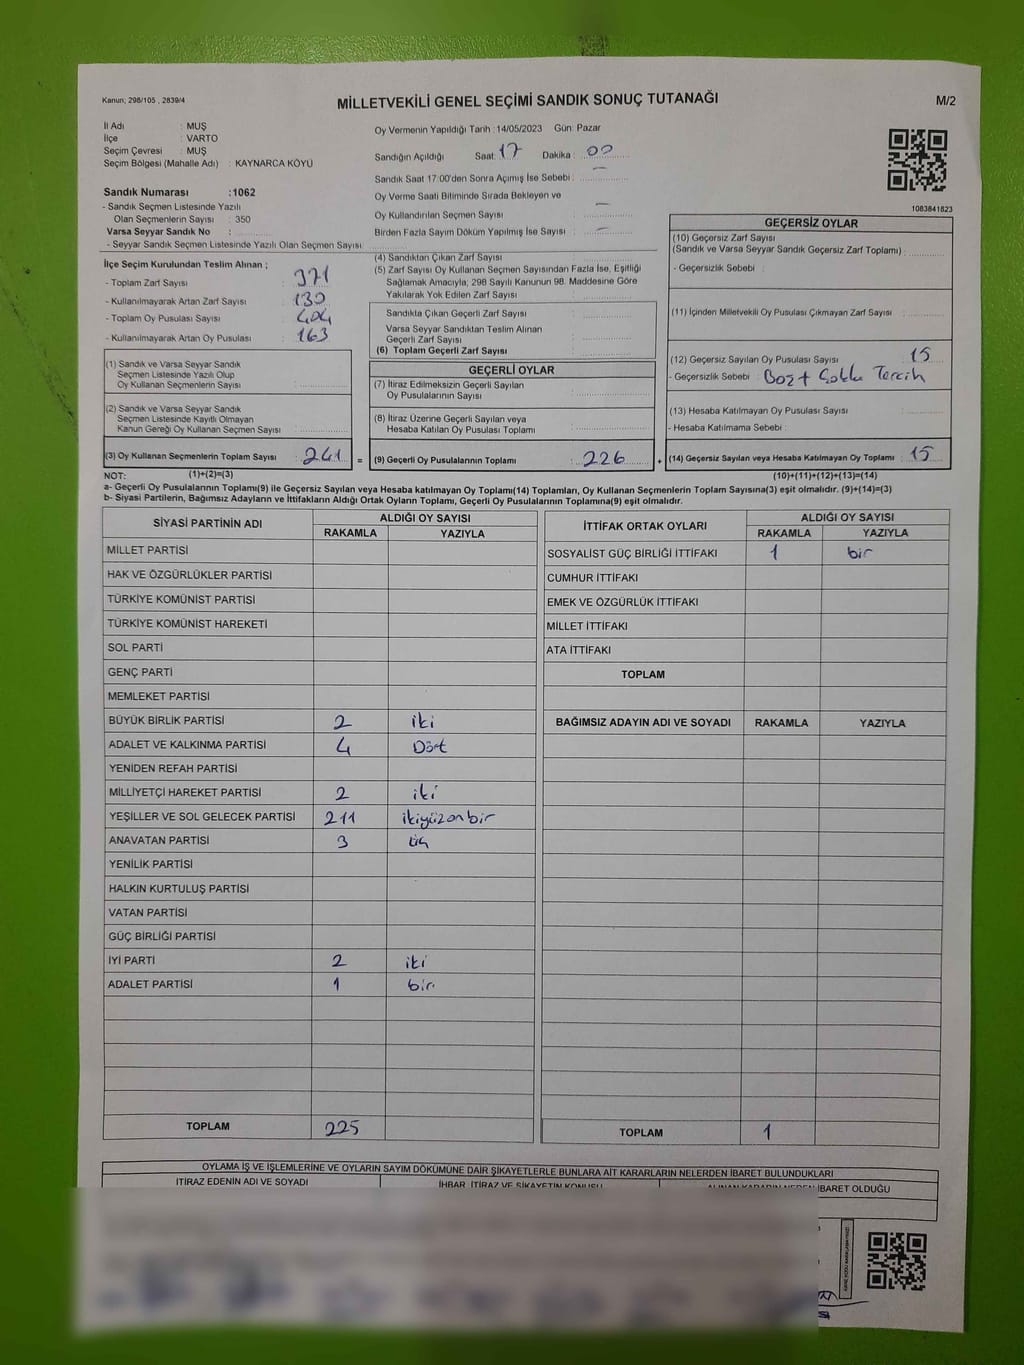 Kanun; 298/105 , 2839/4
MİLLETVEKİLİ GENEL SEÇİMİ SANDIK SONUÇ TUTANAĞI
M/2
İl Adı : MUŞ
İlçe : VARTO
Seçim Çevresi : MUŞ
Seçim Bölgesi (Mahalle Adı) : KAYNARCA KÖYÜ
Sandık Numarası :1062
- Sandık Seçmen Listesinde Yazılı
Olan Seçmenlerin Sayısı : 350
Varsa Seyyar Sandık No :
- Seyyar Sandık Seçmen Listesinde Yazılı Olan Seçmen Sayısı:
Oy Vermenin Yapıldığı Tarih :14/05/2023 Gün: Pazar
Sandığın Açıldığı Saat: 17 Dakika : 00
Sandık Saat 17:00'den Sonra Açımış İse Sebebi :
Oy Verme Saati Bitiminde Sırada Bekleyen ve
Oy Kullandırılan Seçmen Sayısı :
Birden Fazla Sayım Döküm Yapılmış İse Sayısı :
1083841823
İlçe Seçim Kurulundan Teslim Alınan ;
- Toplam Zarf Sayısı : 371
- Kullanılmayarak Artan Zarf Sayısı : 130
- Toplam Oy Pusulası Sayısı : 404
- Kullanılmayarak Artan Oy Pusulası : 163
(1) Sandık ve Varsa Seyyar Sandık
Seçmen Listesinde Yazılı Olup
Oy Kullanan Seçmenlerin Sayısı :
(2) Sandık ve Varsa Seyyar Sandık
Seçmen Listesinde Kayıtlı Olmayan
Kanun Gereği Oy Kullanan Seçmen Sayısı :
(3) Oy Kullanan Seçmenlerin Toplam Sayısı : 241 =
(4) Sandıktan Çıkan Zarf Sayısı :
(5) Zarf Sayısı Oy Kullanan Seçmen Sayısından Fazla İse, Eşitliği
Sağlamak Amacıyla; 298 Sayılı Kanunun 98. Maddesine Göre
Yakılarak Yok Edilen Zarf Sayısı :
Sandıkta Çıkan Geçerli Zarf Sayısı :
Varsa Seyyar Sandıktan Teslim Alınan
Geçerli Zarf Sayısı :
(6) Toplam Geçerli Zarf Sayısı :
GEÇERLİ OYLAR
(7) İtiraz Edilmeksizin Geçerli Sayılan
Oy Pusulalarının Sayısı :
(8) İtiraz Üzerine Geçerli Sayılan veya
Hesaba Katılan Oy Pusulası Toplamı :
(9) Geçerli Oy Pusulalarının Toplamı : 226 +
GEÇERSİZ OYLAR
(10) Geçersiz Zarf Sayısı
(Sandık ve Varsa Seyyar Sandık Geçersiz Zarf Toplamı) :
- Geçersizlik Sebebi :
(11) İçinden Milletvekili Oy Pusulası Çıkmayan Zarf Sayısı :
(12) Geçersiz Sayılan Oy Pusulası Sayısı : 15
- Geçersizlik Sebebi :
(13) Hesaba Katılmayan Oy Pusulası Sayısı :
- Hesaba Katılmama Sebebi :
(14) Geçersiz Sayılan veya Hesaba Katılmayan Oy Toplamı : 15
NOT: (1)+(2)=(3) (10)+(11)+(12)+(13)=(14)
a- Geçerli Oy Pusulalarının Toplamı(9) ile Geçersiz Sayılan veya Hesaba katılmayan Oy Toplamı(14) Toplamları, Oy Kullanan Seçmenlerin Toplam Sayısına(3) eşit olmalıdır. (9)+(14)=(3)
b- Siyasi Partilerin, Bağımsız Adayların ve İttifakların Aldığı Ortak Oyların Toplamı, Geçerli Oy Pusulalarının Toplamına(9) eşit olmalıdır.
SİYASİ PARTİNİN ADI ALDIĞI OY SAYISI
RAKAMLA YAZIYLA
MİLLET PARTİSİ
HAK VE ÖZGÜRLÜKLER PARTİSİ
TÜRKİYE KOMÜNİST PARTİSİ
TÜRKİYE KOMÜNİST HAREKETİ
SOL PARTİ
GENÇ PARTİ
MEMLEKET PARTİSİ
BÜYÜK BİRLİK PARTİSİ 2 iki
ADALET VE KALKINMA PARTİSİ 4 Dört
YENİDEN REFAH PARTİSİ
MİLLİYETÇİ HAREKET PARTİSİ 2 iki
YEŞİLLER VE SOL GELECEK PARTİSİ 211 ikiyüzonbir
ANAVATAN PARTİSİ 3 üç
YENİLİK PARTİSİ
HALKIN KURTULUŞ PARTİSİ
VATAN PARTİSİ
GÜÇ BİRLİĞİ PARTİSİ
İYİ PARTİ 2 iki
ADALET PARTİSİ 1 bir
TOPLAM 225
İTTİFAK ORTAK OYLARI ALDIĞI OY SAYISI
RAKAMLA YAZIYLA
SOSYALİST GÜÇ BİRLİĞİ İTTİFAKI 1 bir
CUMHUR İTTİFAKI
EMEK VE ÖZGÜRLÜK İTTİFAKI
MİLLET İTTİFAKI
ATA İTTİFAKI
TOPLAM
BAĞIMSIZ ADAYIN ADI VE SOYADI RAKAMLA YAZIYLA
TOPLAM 1
OYLAMA İŞ VE İŞLEMLERİNE VE OYLARIN SAYIM DÖKÜMÜNE DAİR ŞİKAYETLERLE BUNLARA AİT KARARLARIN NELERDEN İBARET BULUNDUKLARI
İTİRAZ EDENİN ADI VE SOYADI İHBAR, İTİRAZ VE ŞİKAYETİN KONUSU ALINAN KARARIN NEDEN İBARET OLDUĞU